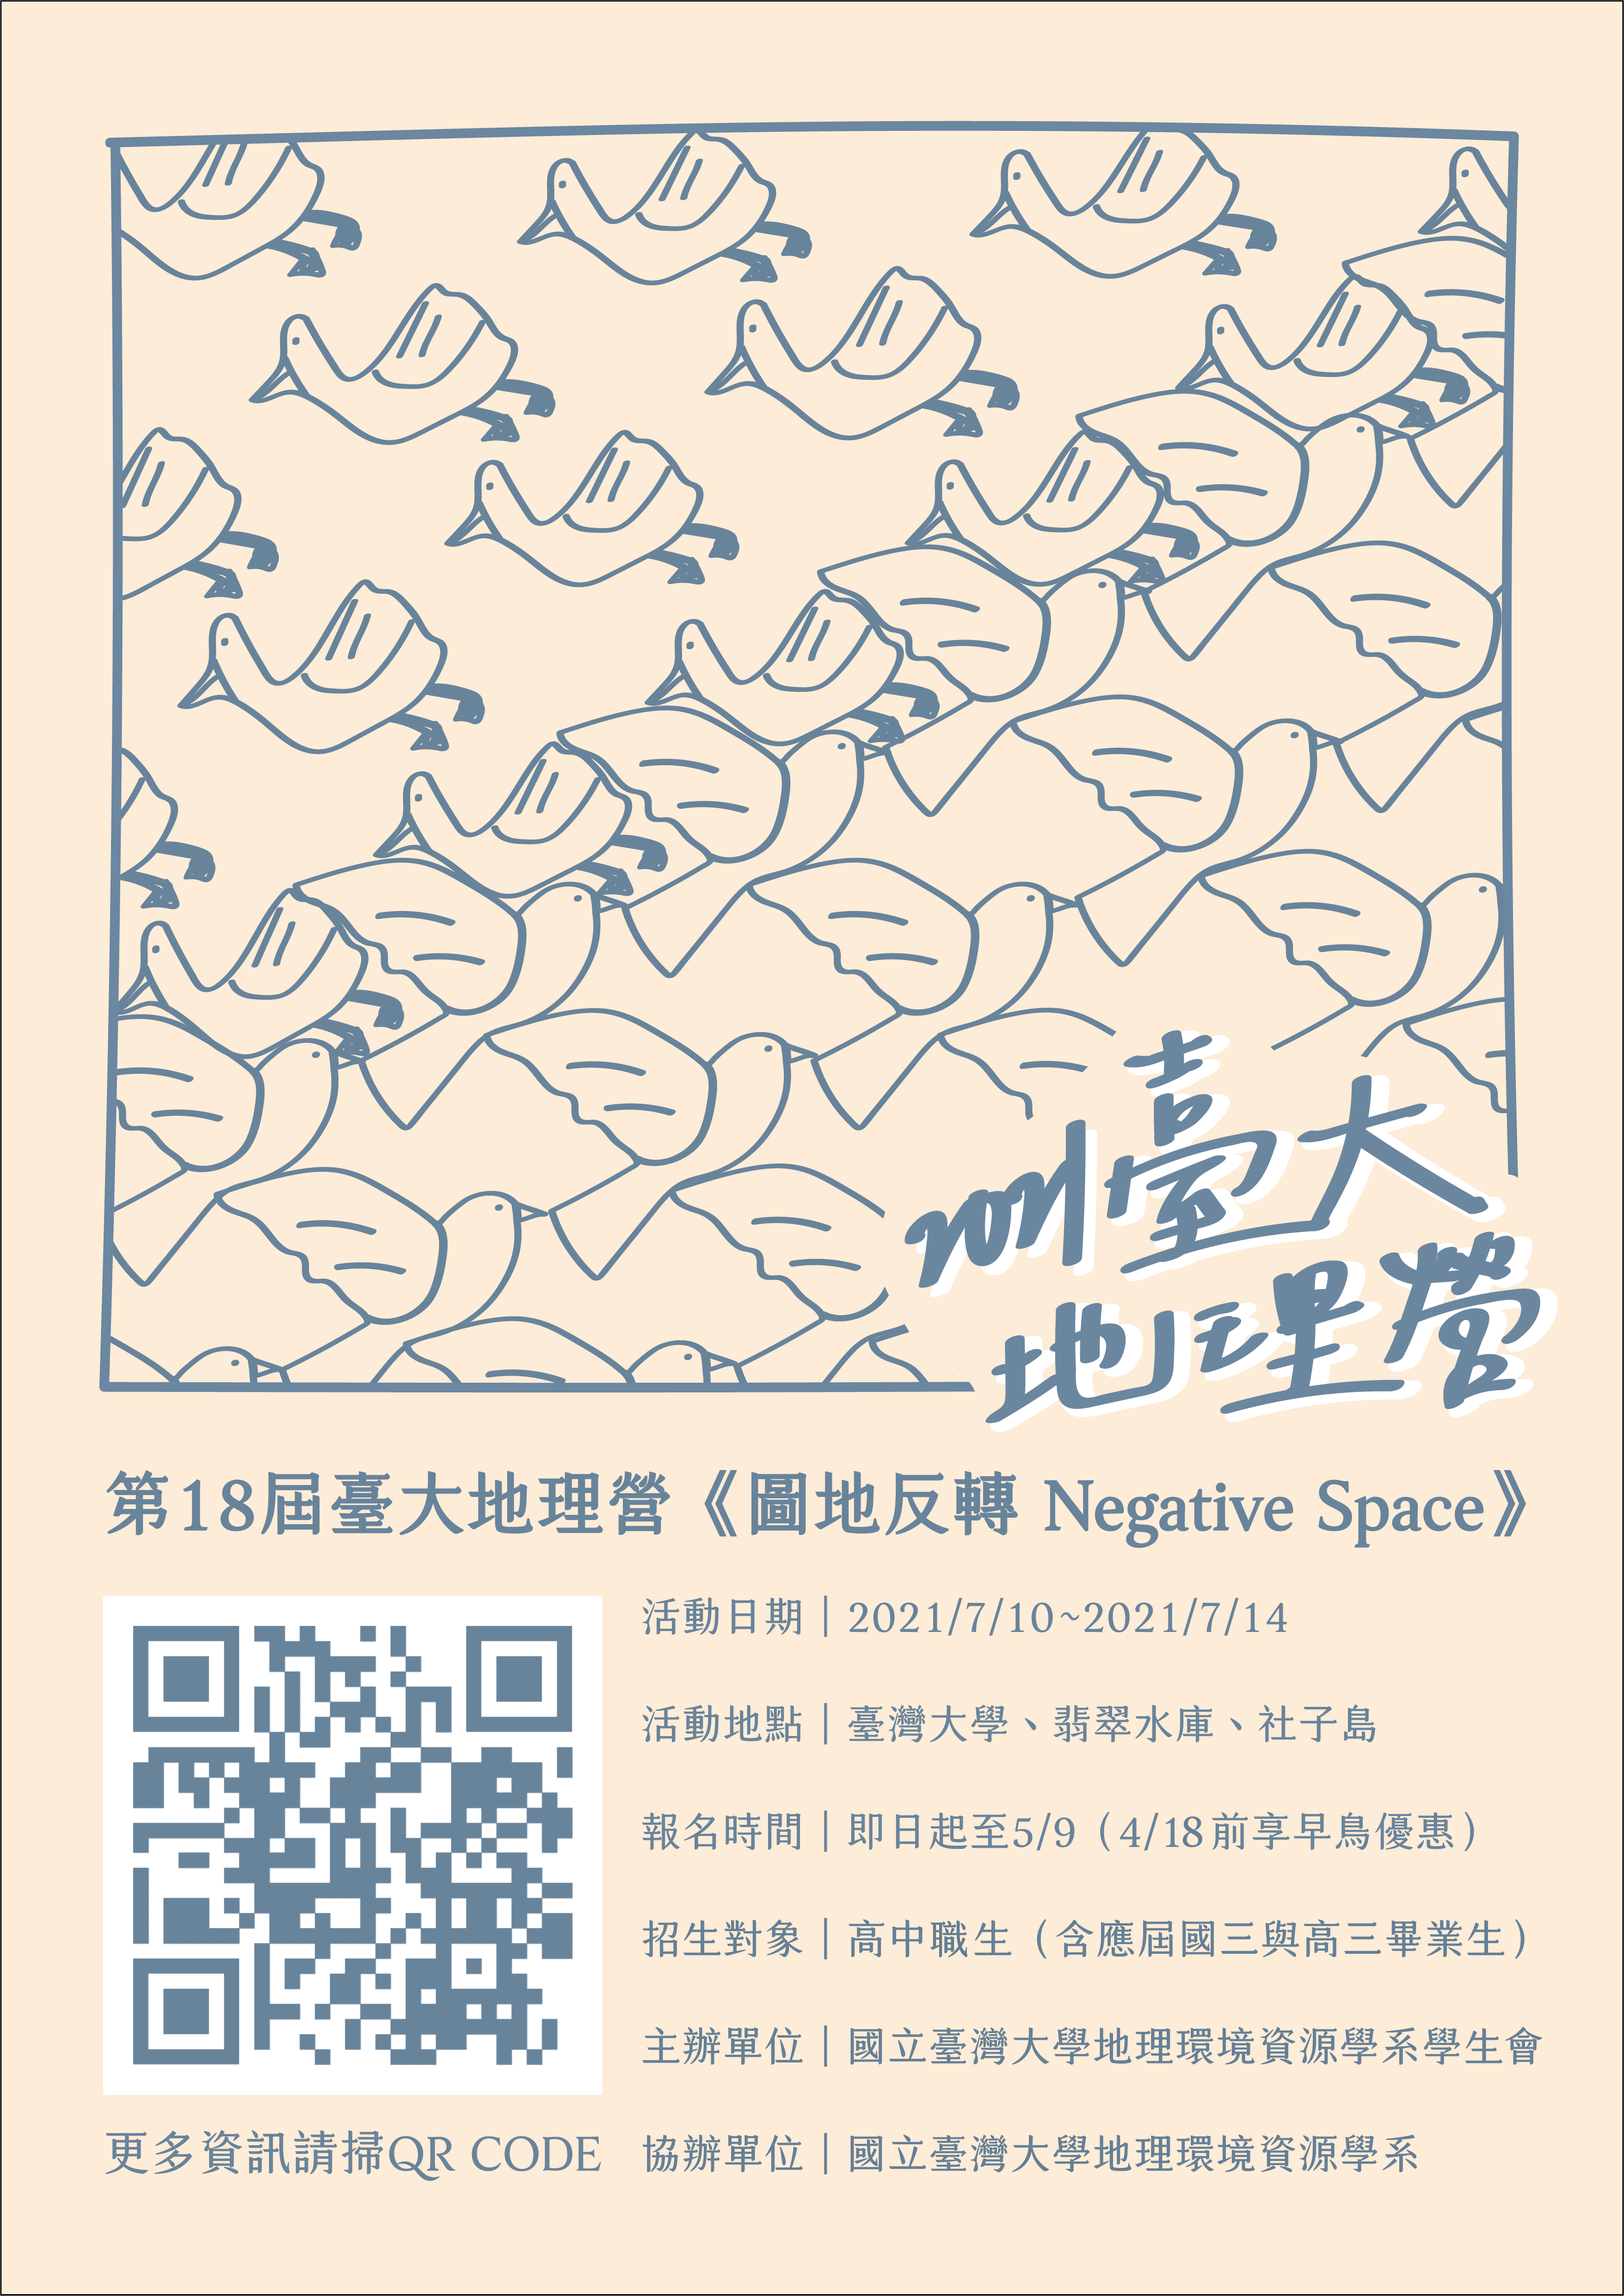 2021臺大
地理營
第18屆臺大地理營《圖地反轉 Negative Space》
活動日期｜2021/7/10~2021/7/14
活動地點｜臺灣大學、翡翠水庫、社子島
報名時間｜即日起至5/9（4/18前享早鳥優惠）
招生對象｜高中職生（含應屆國三與高三畢業生）
主辦單位｜國立臺灣大學地理環境資源學系學生會
協辦單位｜國立臺灣大學地理環境資源學系
更多資訊請掃QR CODE